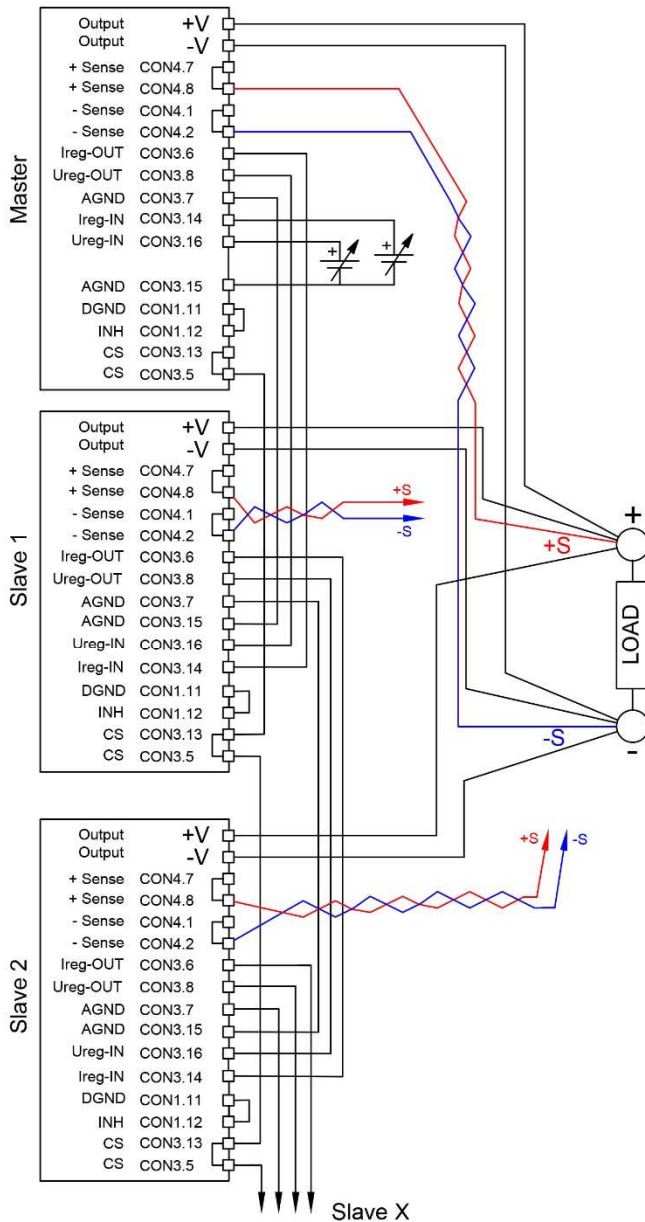 Master
Output +V
Output -V
+ Sense CON4.7
+ Sense CON4.8
- Sense CON4.1
- Sense CON4.2
Ireg-OUT CON3.6
Ureg-OUT CON3.8
AGND CON3.7
Ireg-IN CON3.14
Ureg-IN CON3.16
+ +
AGND CON3.15
DGND CON1.11
INH CON1.12
CS CON3.13
CS CON3.5
Slave 1
Output +V
Output -V
+ Sense CON4.7
+ Sense CON4.8
- Sense CON4.1
- Sense CON4.2
Ireg-OUT CON3.6
Ureg-OUT CON3.8
AGND CON3.7
AGND CON3.15
Ureg-IN CON3.16
Ireg-IN CON3.14
DGND CON1.11
INH CON1.12
CS CON3.13
CS CON3.5
+S
-S
+
+S
LOAD
-S
-
Slave 2
Output +V
Output -V
+ Sense CON4.7
+ Sense CON4.8
- Sense CON4.1
- Sense CON4.2
Ireg-OUT CON3.6
Ureg-OUT CON3.8
AGND CON3.7
AGND CON3.15
Ureg-IN CON3.16
Ireg-IN CON3.14
DGND CON1.11
INH CON1.12
CS CON3.13
CS CON3.5
+S -S
Slave X